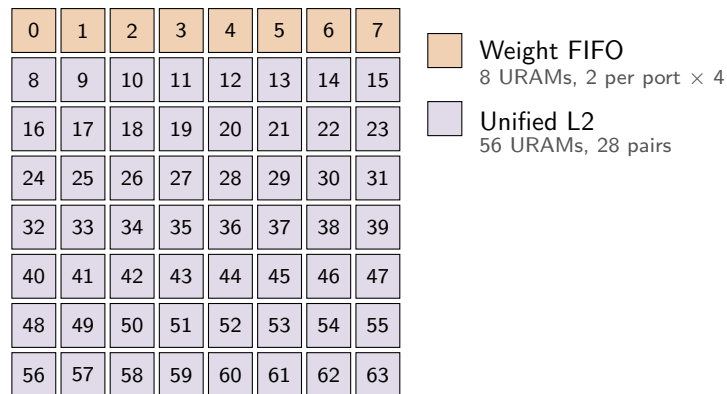 0 1 2 3 4 5 6 7
8 9 10 11 12 13 14 15
16 17 18 19 20 21 22 23
24 25 26 27 28 29 30 31
32 33 34 35 36 37 38 39
40 41 42 43 44 45 46 47
48 49 50 51 52 53 54 55
56 57 58 59 60 61 62 63
Weight FIFO
8 URAMs, 2 per port × 4
Unified L2
56 URAMs, 28 pairs